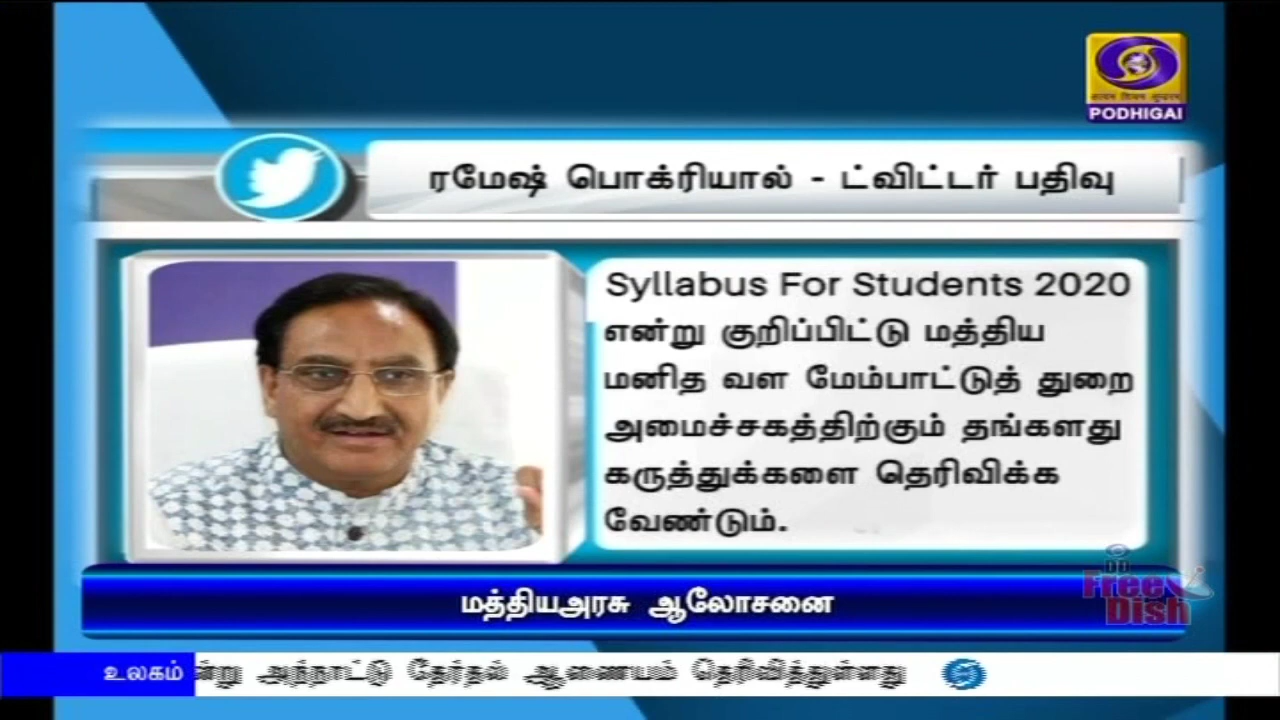 PODHIGAI
ரமேஷ் பொக்ரியால் - ட்விட்டர் பதிவு
Syllabus For Students 2020
என்று குறிப்பிட்டு மத்திய
மனித வள மேம்பாட்டுத் துறை
அமைச்சகத்திற்கும் தங்களது
கருத்துக்களை தெரிவிக்க
வேண்டும்.
DD
Free
Dish
மத்தியஅரசு ஆலோசனை
உலகம் அந்நாட்டு தேர்தல் ஆணையம் தெரிவித்துள்ளது